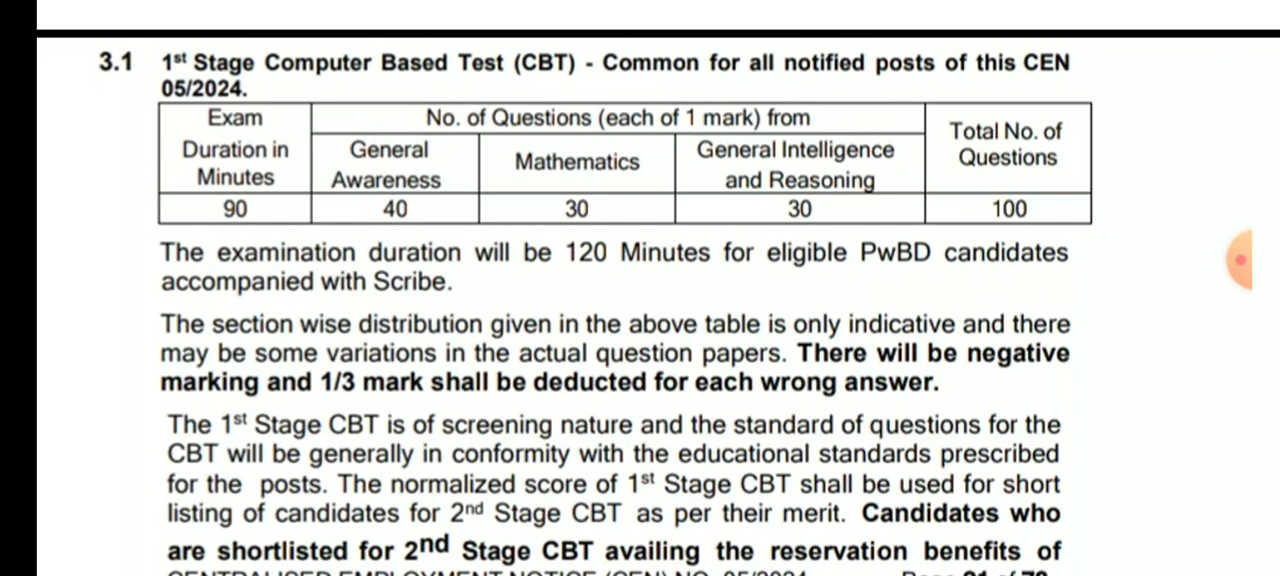 3.1 1st Stage Computer Based Test (CBT) - Common for all notified posts of this CEN
05/2024.
Exam Duration in Minutes
No. of Questions (each of 1 mark) from
Total No. of Questions
General Awareness
Mathematics
General Intelligence and Reasoning
90 40 30 30 100
The examination duration will be 120 Minutes for eligible PwBD candidates
accompanied with Scribe.
The section wise distribution given in the above table is only indicative and there
may be some variations in the actual question papers. There will be negative
marking and 1/3 mark shall be deducted for each wrong answer.
The 1st Stage CBT is of screening nature and the standard of questions for the
CBT will be generally in conformity with the educational standards prescribed
for the posts. The normalized score of 1st Stage CBT shall be used for short
listing of candidates for 2nd Stage CBT as per their merit. Candidates who
are shortlisted for 2nd Stage CBT availing the reservation benefits of